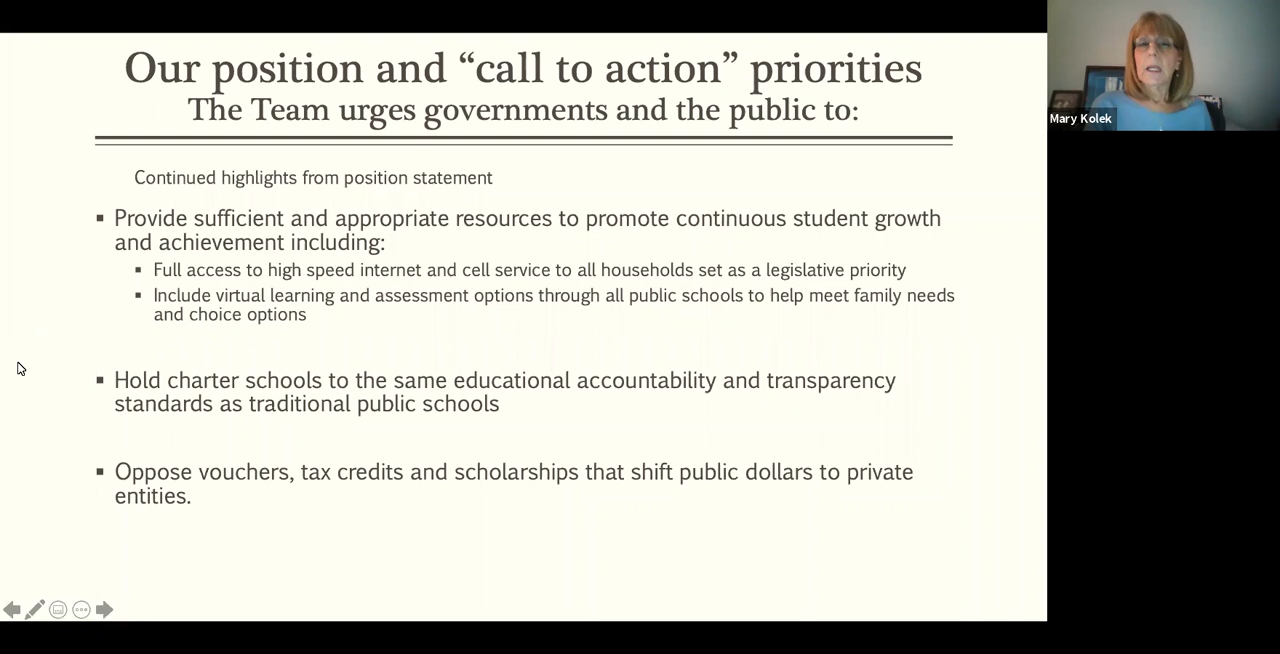 Our position and “call to action” priorities
The Team urges governments and the public to:
Continued highlights from position statement
▪ Provide sufficient and appropriate resources to promote continuous student growth
and achievement including:
▪ Full access to high speed internet and cell service to all households set as a legislative priority
▪ Include virtual learning and assessment options through all public schools to help meet family needs
and choice options
▪ Hold charter schools to the same educational accountability and transparency
standards as traditional public schools
▪ Oppose vouchers, tax credits and scholarships that shift public dollars to private
entities.
Mary Kolek